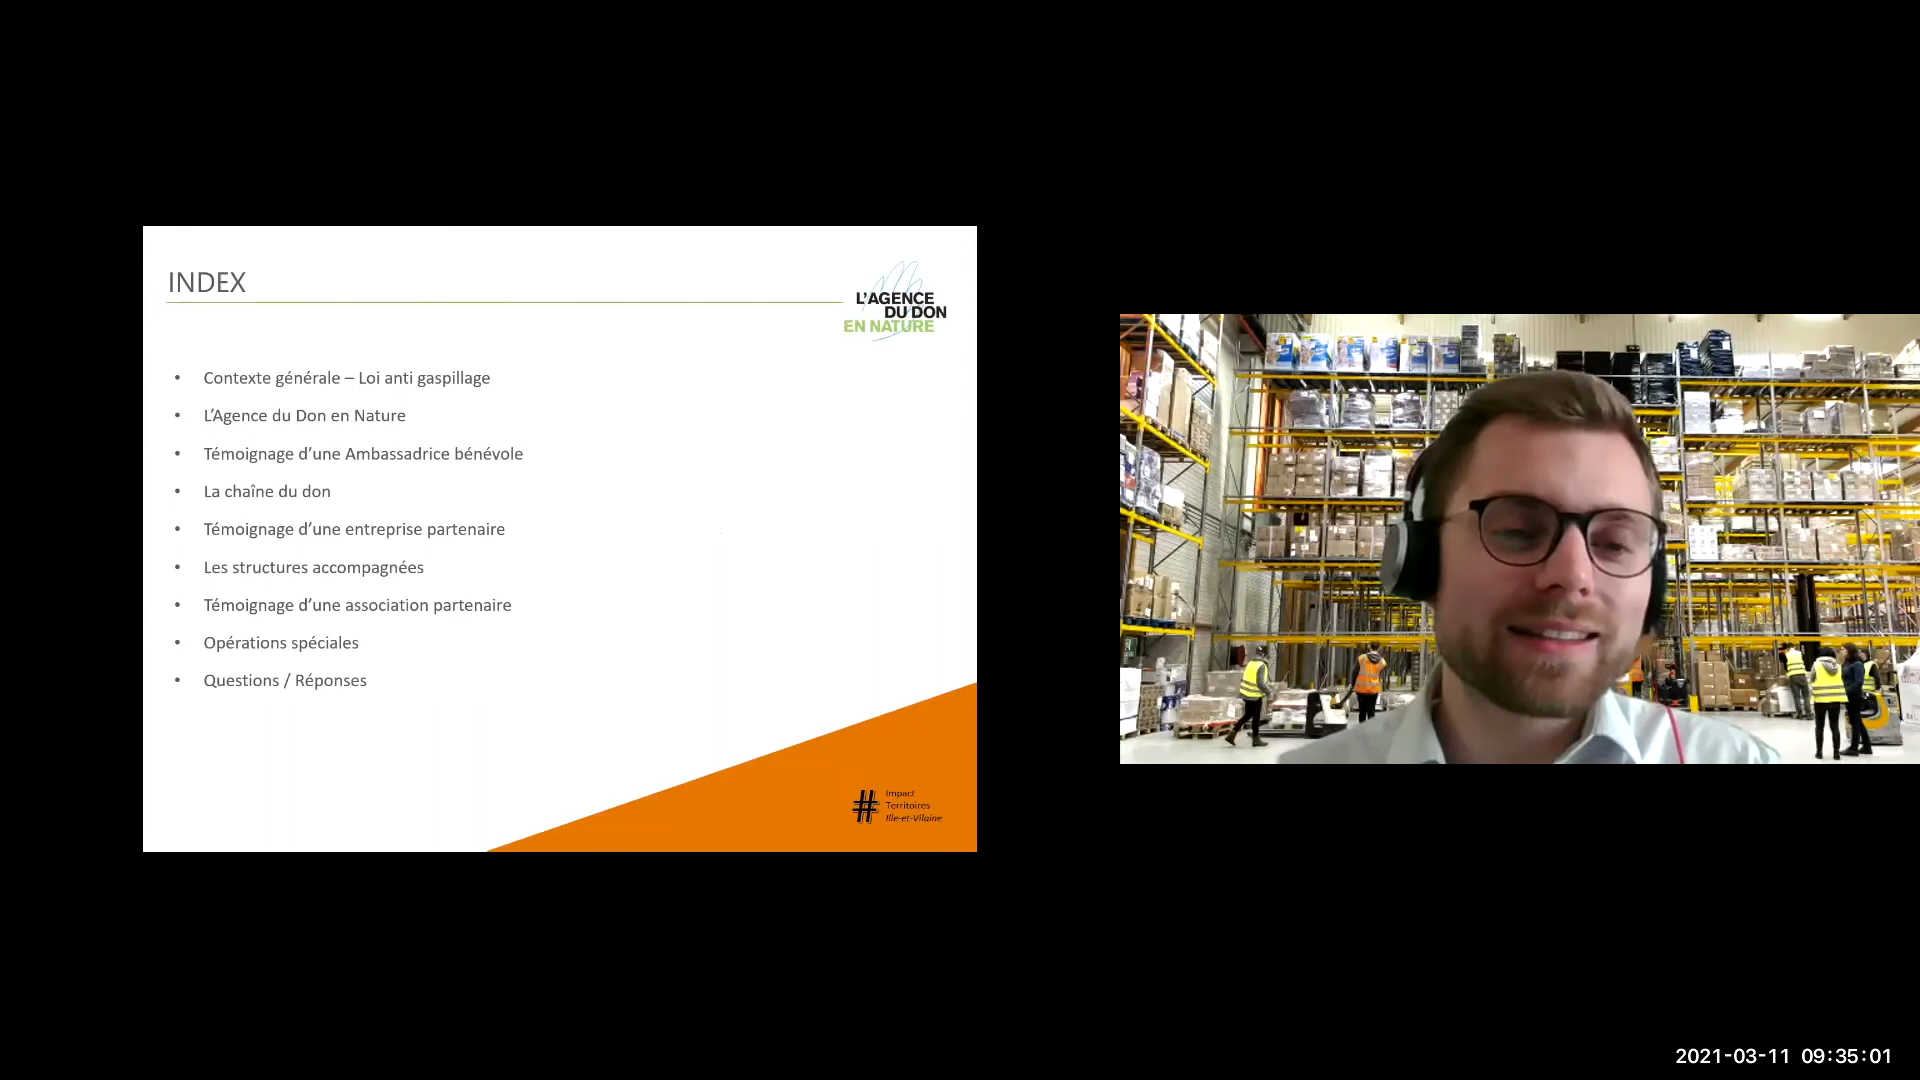 INDEX
L'AGENCE
DU DON
EN NATURE
• Contexte générale – Loi anti gaspillage
• L'Agence du Don en Nature
• Témoignage d'une Ambassadrice bénévole
• La chaîne du don
• Témoignage d'une entreprise partenaire
• Les structures accompagnées
• Témoignage d'une association partenaire
• Opérations spéciales
• Questions / Réponses
# Impact
Territoires
Ille-et-Vilaine
2021-03-11 09:35:01